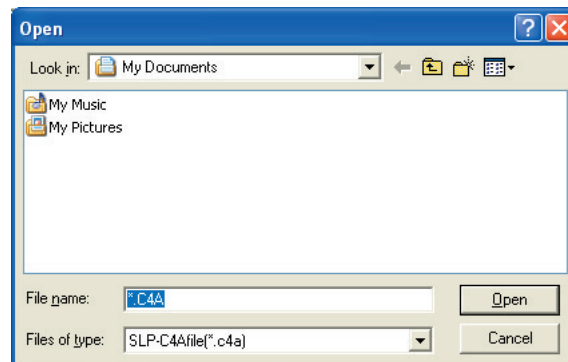 Open
Look in: My Documents
My Music
My Pictures
File name: *.C4A Open
Files of type: SLP-C4Afile(*.c4a) Cancel